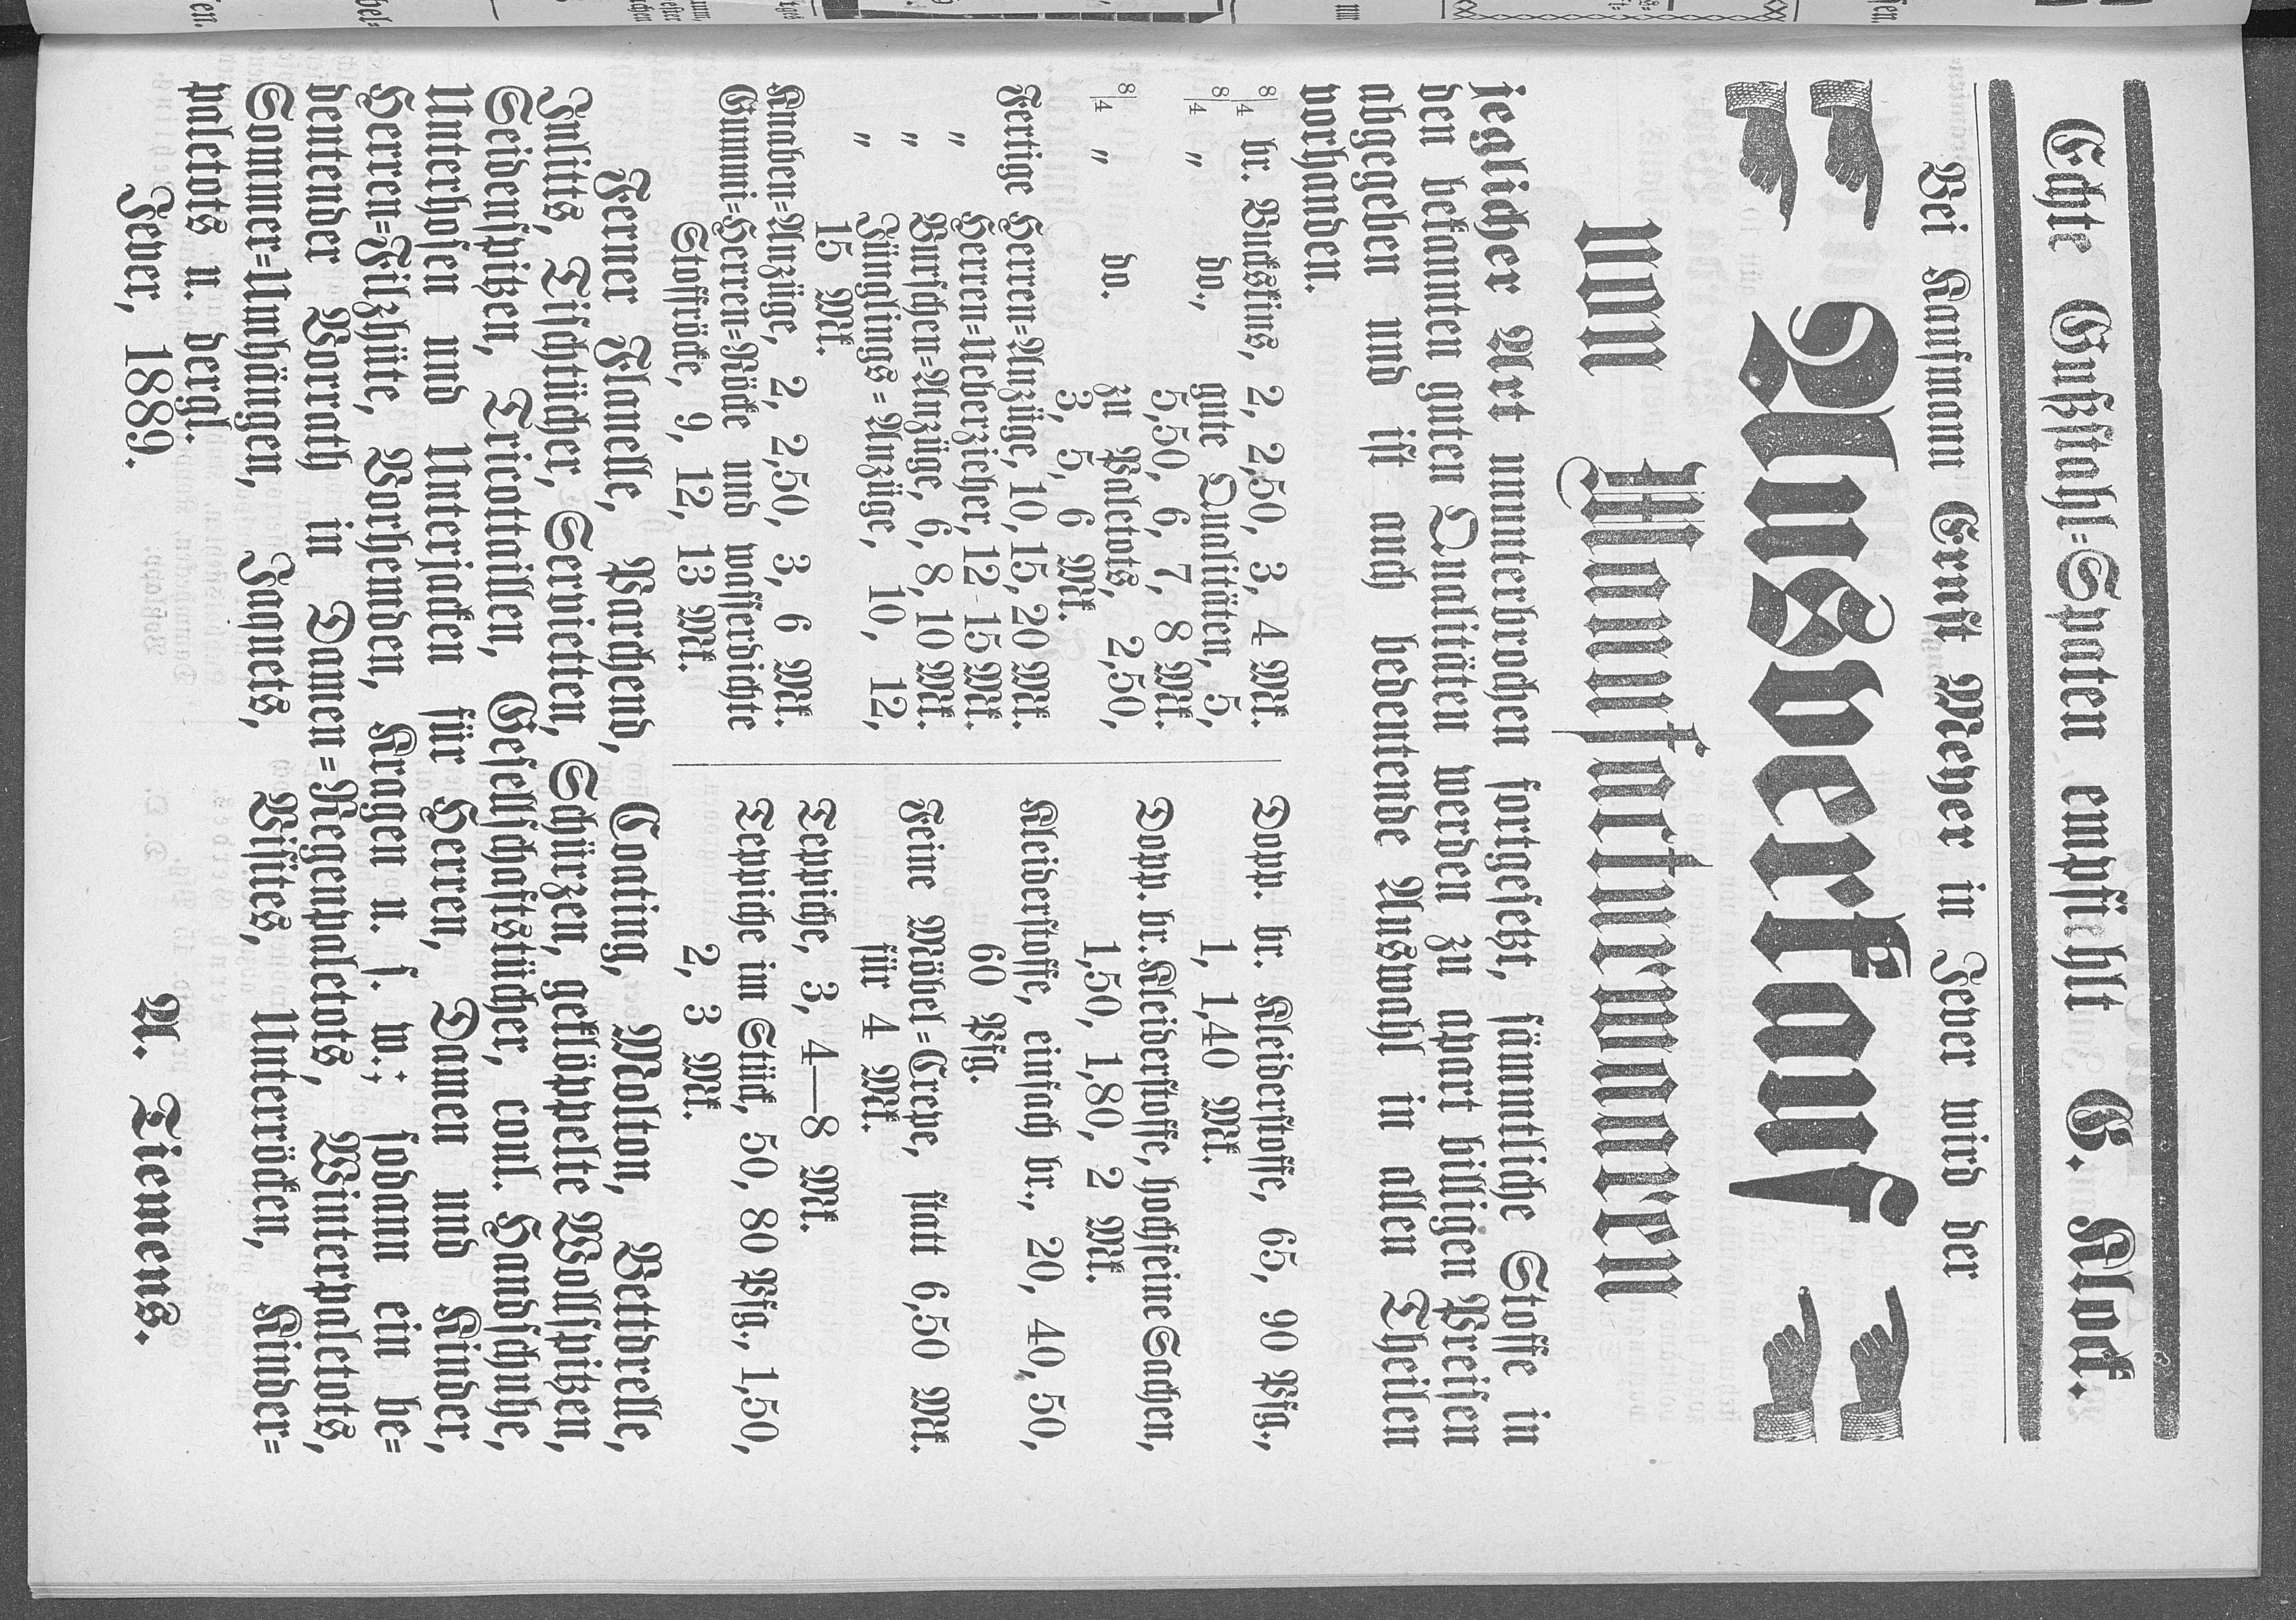 Echte Gußstahl=Spaten empfiehlt E. Klock.
Bei Kaufmann Ernst Meyer in Jever wird der
Ausverkauf
von Manufacturwaaren
jeglicher Art ununterbrochen fortgesetzt, sämmtliche Stoffe in
den bekannten guten Qualitäten werden zu apart billigen Preisen
abgegeben und ist auch bedeutende Auswahl in allen Theilen
vorhanden.
8/4 br. Buckskins, 2, 2,50, 3, 4 Mk.
8/4 „ do., gute Qualitäten, 5,
5,50, 6, 7, 8 Mk.
8/4 „ do. zu Paletots, 2,50,
3, 5, 6 Mk.
Fertige Herren=Anzüge, 10, 15, 20 Mk.
„ Herren=Ueberzieher, 12-15 Mk.
„ Burschen=Anzüge, 6, 8, 10 Mk.
„ Jünglings=Anzüge, 10, 12,
15 Mk.
Knaben=Anzüge, 2, 2,50, 3, 6 Mk.
Gummi=Herren=Röcke und wasserdichte
Stoffröcke, 9, 12, 13 Mk.
Dopp. br. Kleiderstoffe, 65, 90 Pfg.,
1, 1,40 Mk.
Dopp. br. Kleiderstoffe, hochfeine Sachen,
1,50, 1,80, 2 Mk.
Kleiderstoffe, einfach br., 20, 40, 50,
60 Pfg.
Feine Möbel=Crepe, statt 6,50 Mk.
für 4 Mk.
Teppiche, 3, 4—8 Mk.
Teppiche im Stück, 50, 80 Pfg., 1,50,
2, 3 Mk.
Ferner Flanelle, Parchend, Coating, Molton, Bettdrelle,
Inlitts, Tischtücher, Servietten, Schürzen, geklöppelte Wollspitzen,
Seidenspitzen, Tricottaillen, Gesellschaftstücher, coul. Handschuhe,
Unterhosen und Unterjacken für Herren, Damen und Kinder,
Herren=Filzhüte, Vorhemden, Kragen u. s. w.; sodann ein be=
deutender Vorrath in Damen=Regenpaletots, Winterpaletots,
Sommer=Umhängen, Jaquets, Visites, Unterröcken, Kinder=
paletots u. dergl.
Jever, 1889.
A. Tiemens.